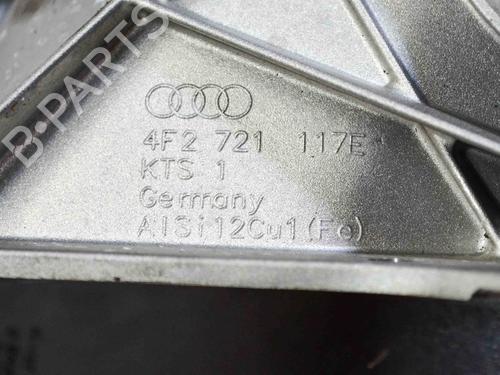 B-PARTS
4F2 721 117E
KTS 1
Germany
AlSi12Cu1(Fe)